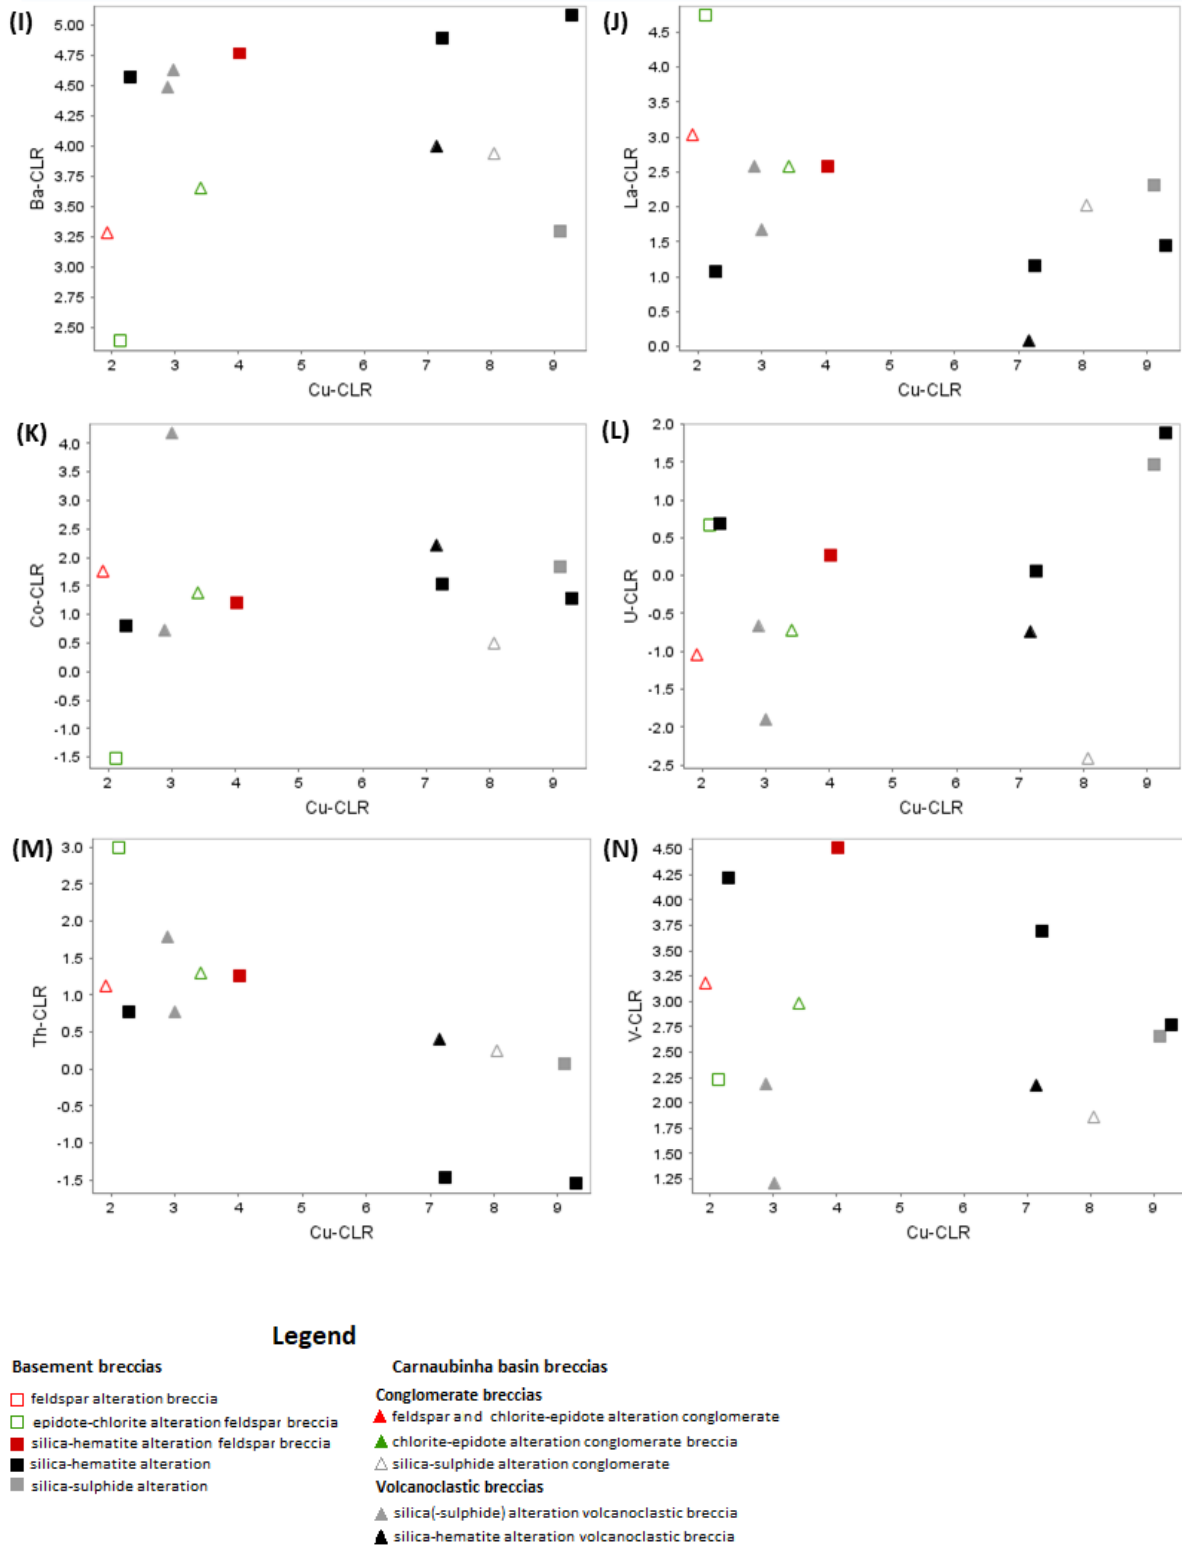 (I)
5.00
4.75
4.50
4.25
4.00
3.75
3.50
3.25
3.00
2.75
2.50
Ba-CLR
2 3 4 5 6 7 8 9
Cu-CLR
(J)
4.5
4.0
3.5
3.0
2.5
2.0
1.5
1.0
0.5
0.0
La-CLR
2 3 4 5 6 7 8 9
Cu-CLR
(K)
4.0
3.5
3.0
2.5
2.0
1.5
1.0
0.5
0.0
-0.5
-1.0
-1.5
Co-CLR
2 3 4 5 6 7 8 9
Cu-CLR
(L)
2.0
1.5
1.0
0.5
0.0
-0.5
-1.0
-1.5
-2.0
-2.5
U-CLR
2 3 4 5 6 7 8 9
Cu-CLR
(M)
3.0
2.5
2.0
1.5
1.0
0.5
0.0
-0.5
-1.0
-1.5
Th-CLR
2 3 4 5 6 7 8 9
Cu-CLR
(N)
4.50
4.25
4.00
3.75
3.50
3.25
3.00
2.75
2.50
2.25
2.00
1.75
1.50
1.25
V-CLR
2 3 4 5 6 7 8 9
Cu-CLR
Legend
Basement breccias
feldspar alteration breccia
epidote-chlorite alteration feldspar breccia
silica-hematite alteration feldspar breccia
silica-hematite alteration
silica-sulphide alteration
Carnaubinha basin breccias
Conglomerate breccias
feldspar and chlorite-epidote alteration conglomerate
chlorite-epidote alteration conglomerate breccia
silica-sulphide alteration conglomerate
Volcanoclastic breccias
silica(-sulphide) alteration volcanoclastic breccia
silica-hematite alteration volcanoclastic breccia